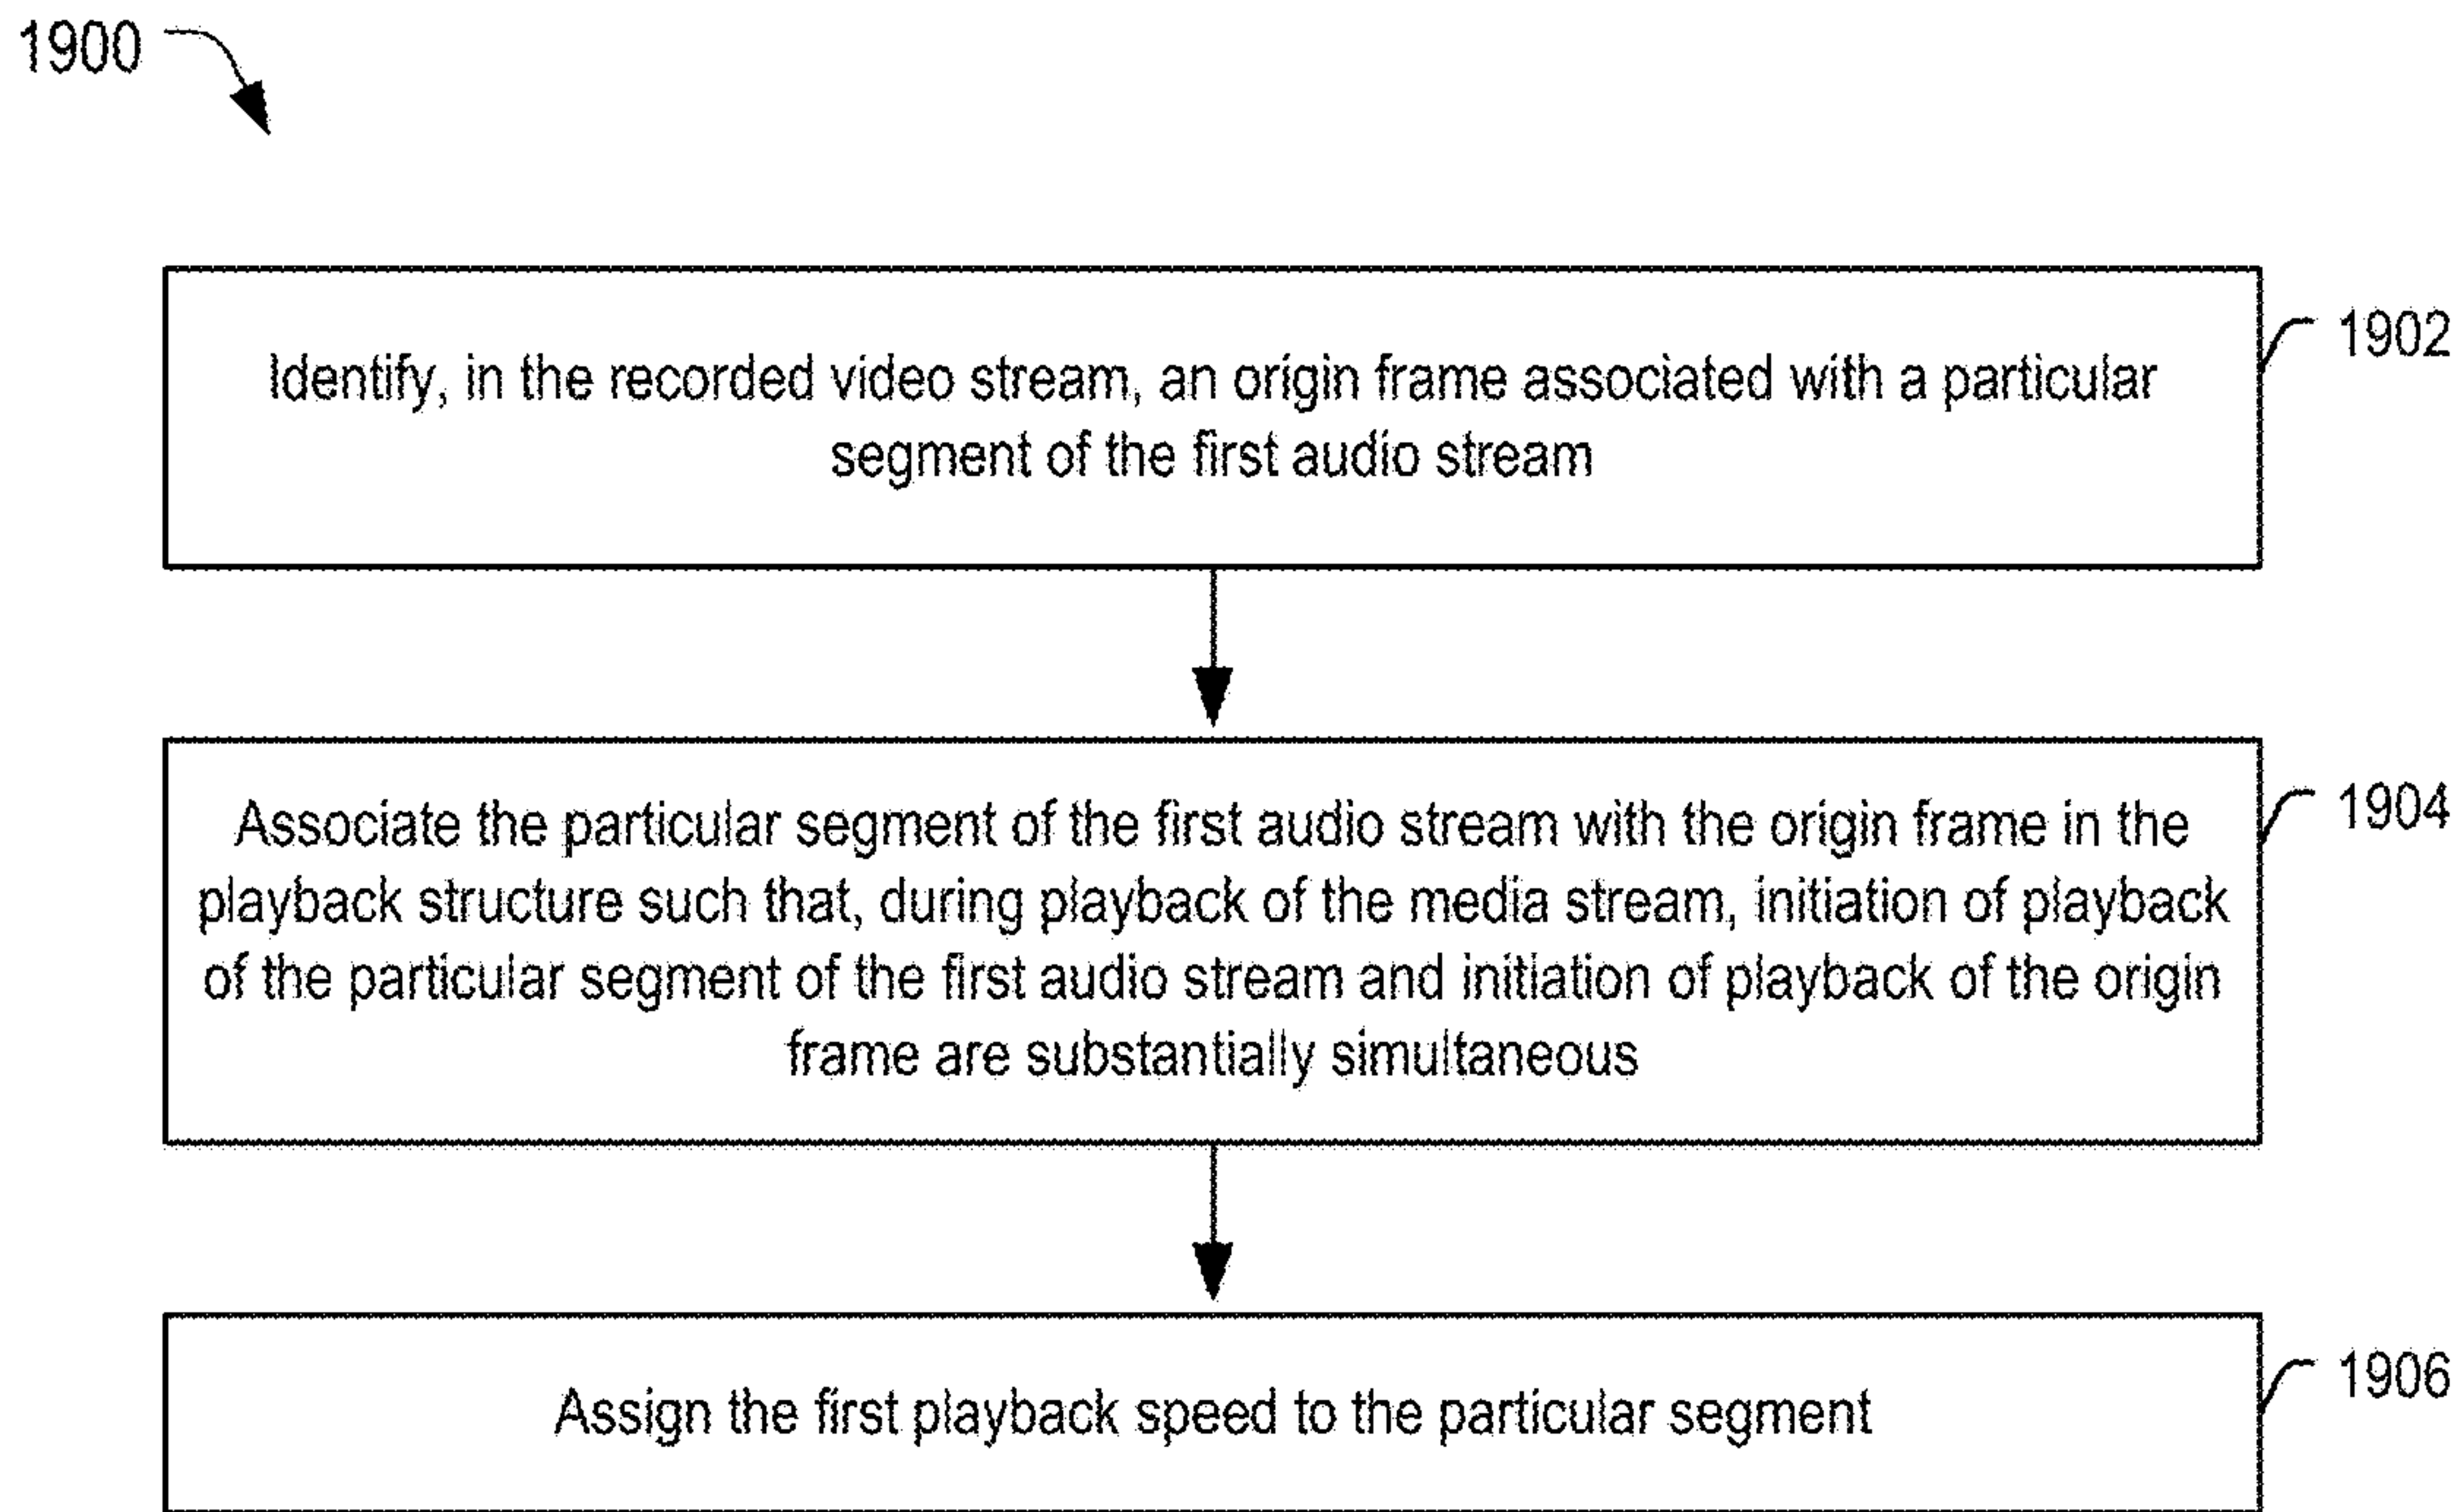 1900
Identify, in the recorded video stream, an origin frame associated with a particular
segment of the first audio stream
1902
Associate the particular segment of the first audio stream with the origin frame in the
playback structure such that, during playback of the media stream, initiation of playback
of the particular segment of the first audio stream and initiation of playback of the origin
frame are substantially simultaneous
1904
Assign the first playback speed to the particular segment
1906